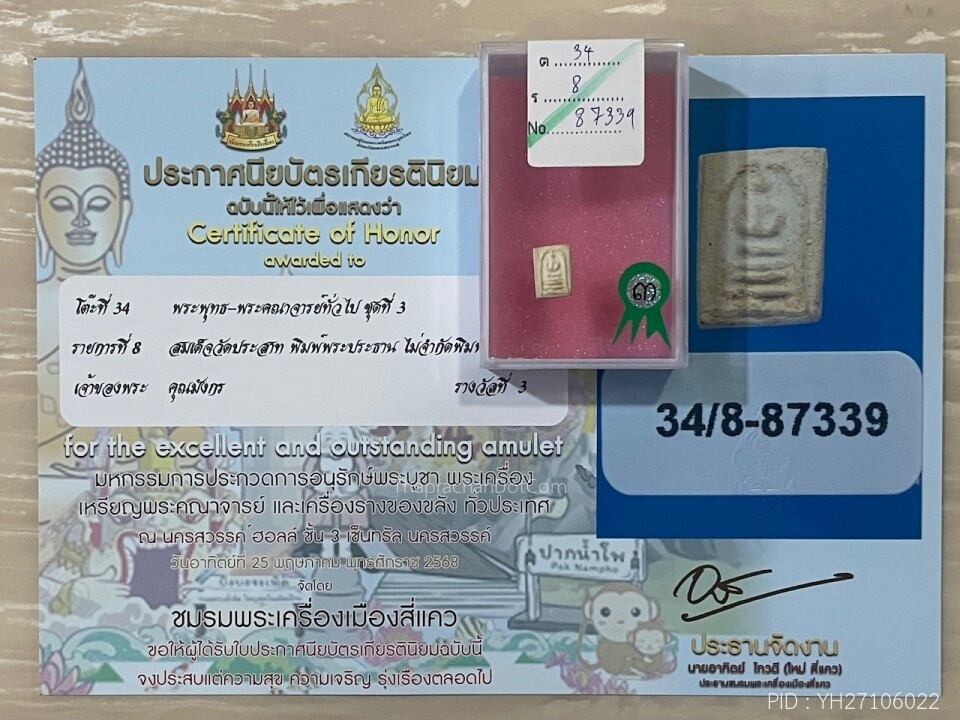 ประกาศนียบัตรเกียรตินิยม
ฉบับนี้ให้ไว้เพื่อแสดงว่า
Certificate of Honor
awarded to
โต๊ะที่ 34 พระพุทธ-พระคณาจารย์ทั่วไป ชุดที่ 3
รายการที่ 8 สมเด็จวัดประสาท พิมพ์พระประธาน ไม่จำกัดพิมพ์
เจ้าของพระ คุณมังกร รางวัลที่ 3
for the excellent and outstanding amulet
มหกรรมการประกวดการอนุรักษ์พระบูชา พระเครื่อง
เหรียญพระคณาจารย์ และเครื่องรางของขลัง ทั่วประเทศ
ณ นครสวรรค์ ฮอลล์ ชั้น 3 เซ็นทรัล นครสวรรค์
วันอาทิตย์ที่ 25 พฤษภาคม พุทธศักราช 2568
จัดโดย
ชมรมพระเครื่องเมืองสี่แคว
ขอให้ผู้ได้รับใบประกาศนียบัตรเกียรตินิยมฉบับนี้
จงประสบแต่ความสุข ความเจริญ รุ่งเรืองตลอดไป
ต 34
ร 8
No. 87339
๓
34/8-87339
maprachanDotCom
ปากน้ำโพ
Pak Nampho
ประธานจัดงาน
นายอาทิตย์ โควดี (ใหม่ สี่แคว)
ประธานชมรมพระเครื่องเมืองสี่แคว
PID : YH27106022